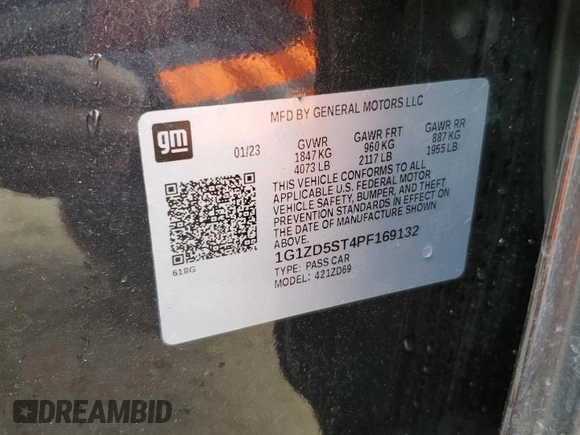 MFD BY GENERAL MOTORS LLC
gm
01/23
GVWR GAWR FRT GAWR RR
1847 KG 960 KG 887 KG
4073 LB 2117 LB 1955 LB
THIS VEHICLE CONFORMS TO ALL
APPLICABLE U.S. FEDERAL MOTOR
VEHICLE SAFETY, BUMPER, AND THEFT
PREVENTION STANDARDS IN EFFECT ON
THE DATE OF MANUFACTURE SHOWN
ABOVE.
1G1ZD5ST4PF169132
TYPE: PASS CAR
MODEL: 421ZD69
618G
DREAMBID